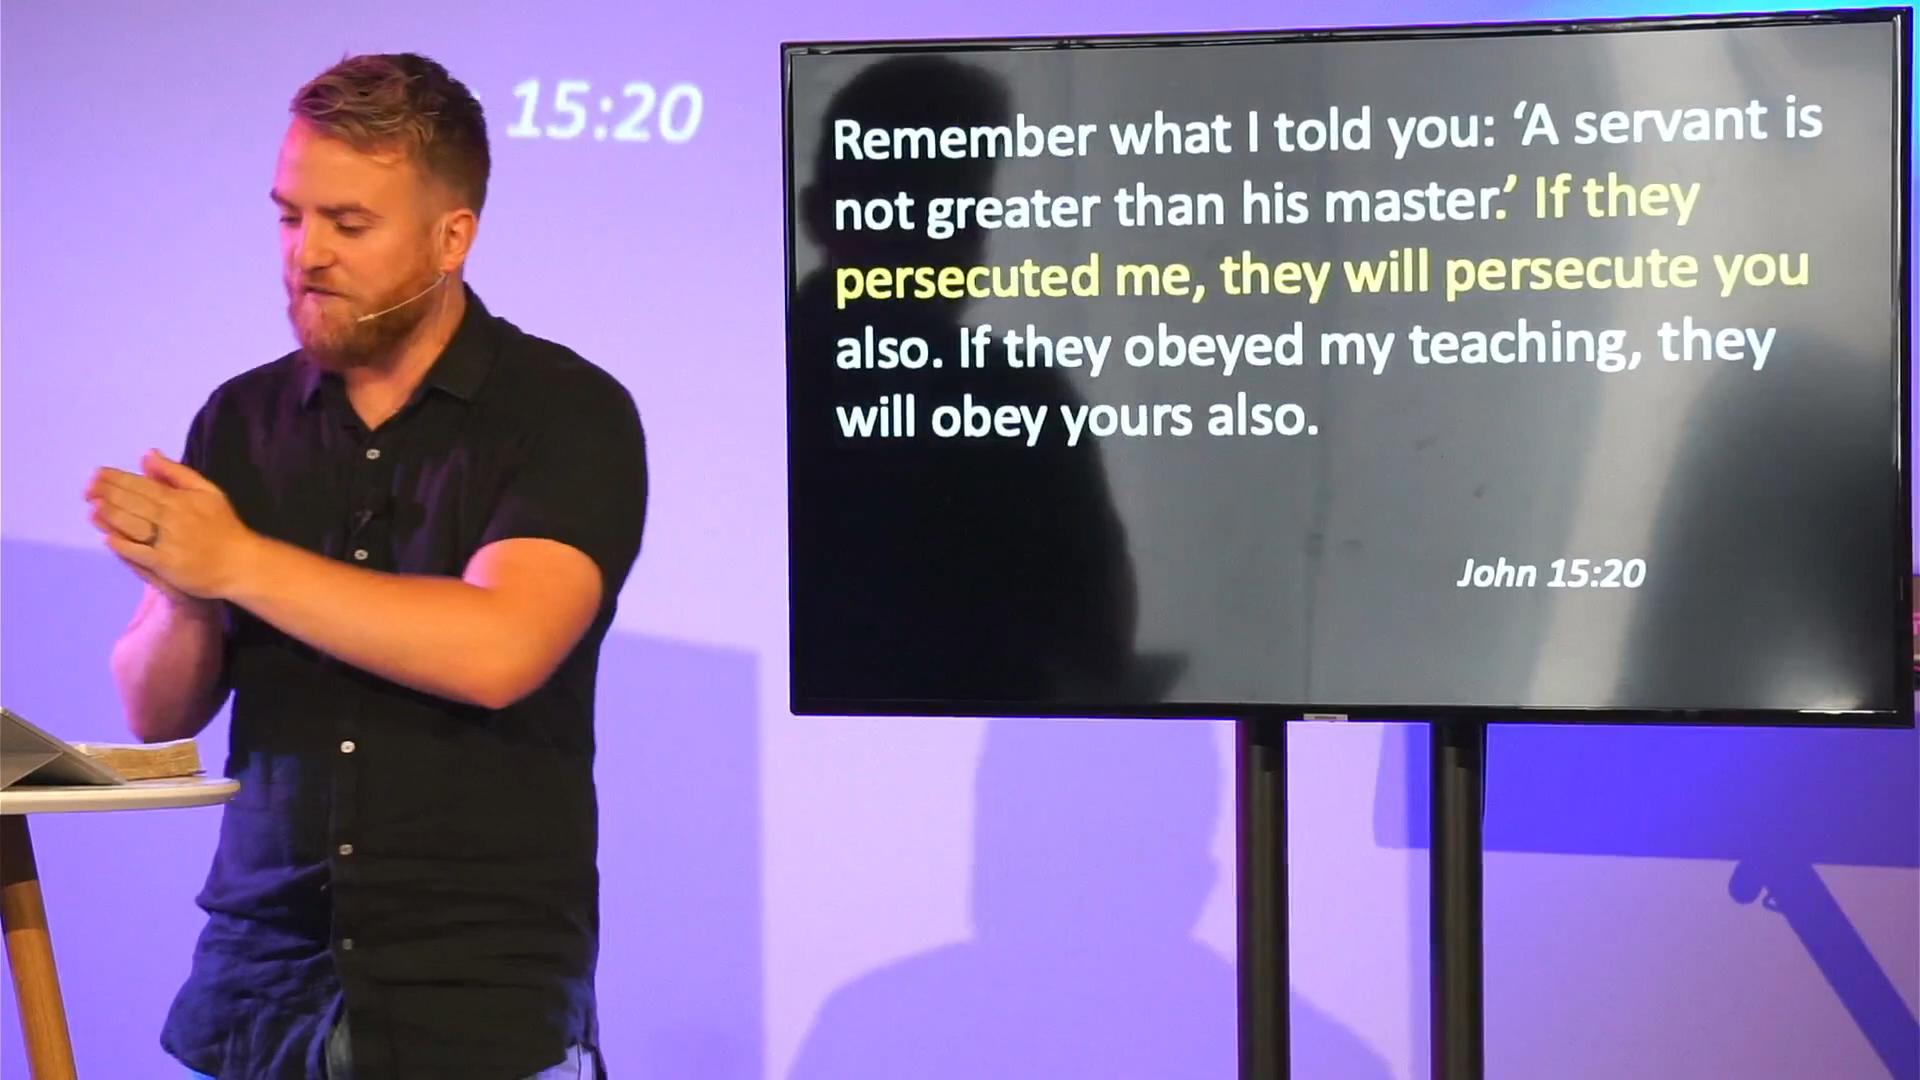 15:20
Remember what I told you: ‘A servant is
not greater than his master.’ If they
persecuted me, they will persecute you
also. If they obeyed my teaching, they
will obey yours also.
John 15:20